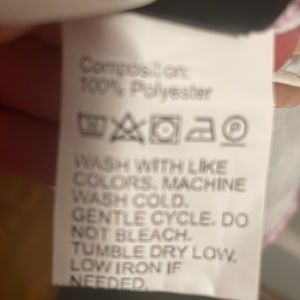 Composition:
100% Polyester
WASH WITH LIKE
COLORS. MACHINE
WASH COLD.
GENTLE CYCLE. DO
NOT BLEACH.
TUMBLE DRY LOW.
LOW IRON IF
NEEDED.